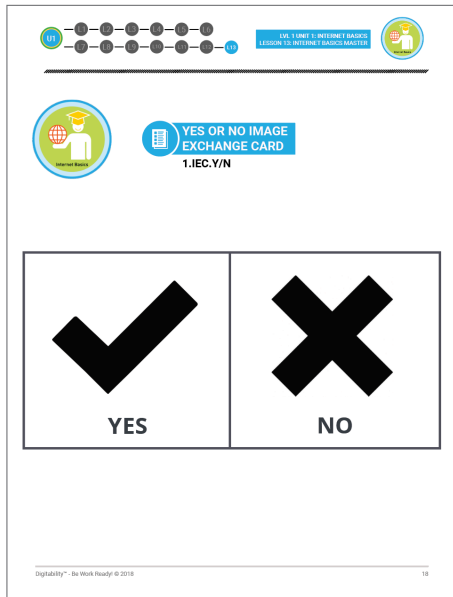 U1
L1 L2 L3 L4 L5 L6
L7 L8 L9 L10 L11 L12 L13
LVL 1 UNIT 1: INTERNET BASICS
LESSON 13: INTERNET BASICS MASTER
Internet Basics
Internet Basics
YES OR NO IMAGE
EXCHANGE CARD
1.IEC.Y/N
YES
NO
Digitability™ - Be Work Ready! © 2018
18